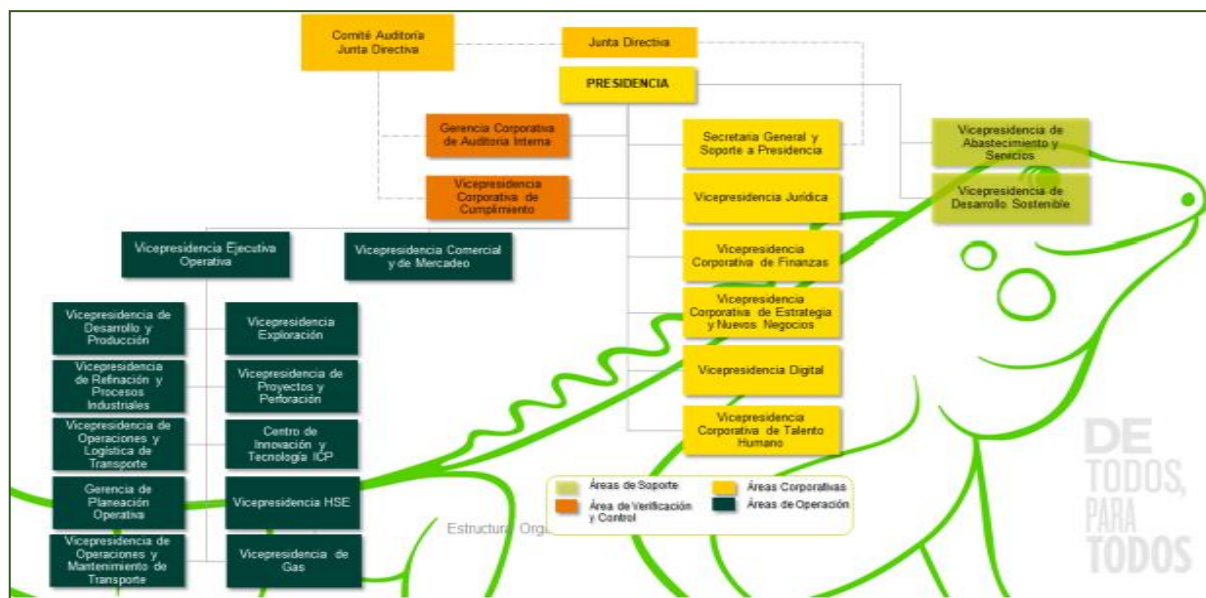 Comité Auditoría
Junta Directiva
Junta Directiva
PRESIDENCIA
Gerencia Corporativa
de Auditoria Interna
Secretaria General y
Soporte a Presidencia
Vicepresidencia de
Abastecimiento y
Servicios
Vicepresidencia
Corporativa de
Cumplimiento
Vicepresidencia Jurídica
Vicepresidencia de
Desarrollo Sostenible
Vicepresidencia Ejecutiva
Operativa
Vicepresidencia Comercial
y de Mercadeo
Vicepresidencia
Corporativa de Finanzas
Vicepresidencia
Corporativa de Estrategia
y Nuevos Negocios
Vicepresidencia Digital
Vicepresidencia
Corporativa de Talento
Humano
Vicepresidencia de
Desarrollo y
Producción
Vicepresidencia
Exploración
Vicepresidencia
de Refinación y
Procesos
Industriales
Vicepresidencia de
Proyectos y
Perforación
Vicepresidencia de
Operaciones y
Logística de
Transporte
Centro de
Innovación y
Tecnología ICP
Gerencia de
Planeación
Operativa
Vicepresidencia HSE
Vicepresidencia de
Operaciones y
Mantenimiento de
Transporte
Vicepresidencia de
Gas
Áreas de Soporte
Áreas Corporativas
Área de Verificación
y Control
Áreas de Operación
Estructura Org
DE
TODOS,
PARA
TODOS